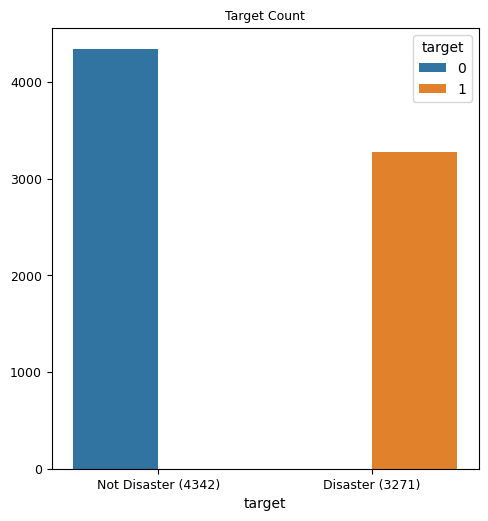 Target Count
target
0
1
4000
3000
2000
1000
0
Not Disaster (4342)
Disaster (3271)
target